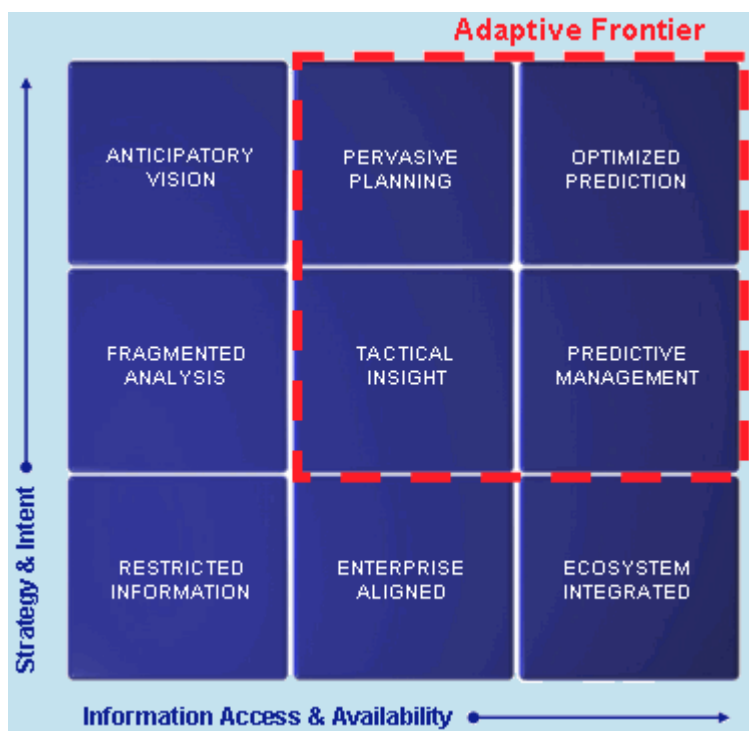 Adaptive Frontier
ANTICIPATORY
VISION
PERVASIVE
PLANNING
OPTIMIZED
PREDICTION
FRAGMENTED
ANALYSIS
TACTICAL
INSIGHT
PREDICTIVE
MANAGEMENT
RESTRICTED
INFORMATION
ENTERPRISE
ALIGNED
ECOSYSTEM
INTEGRATED
Strategy & Intent
Information Access & Availability